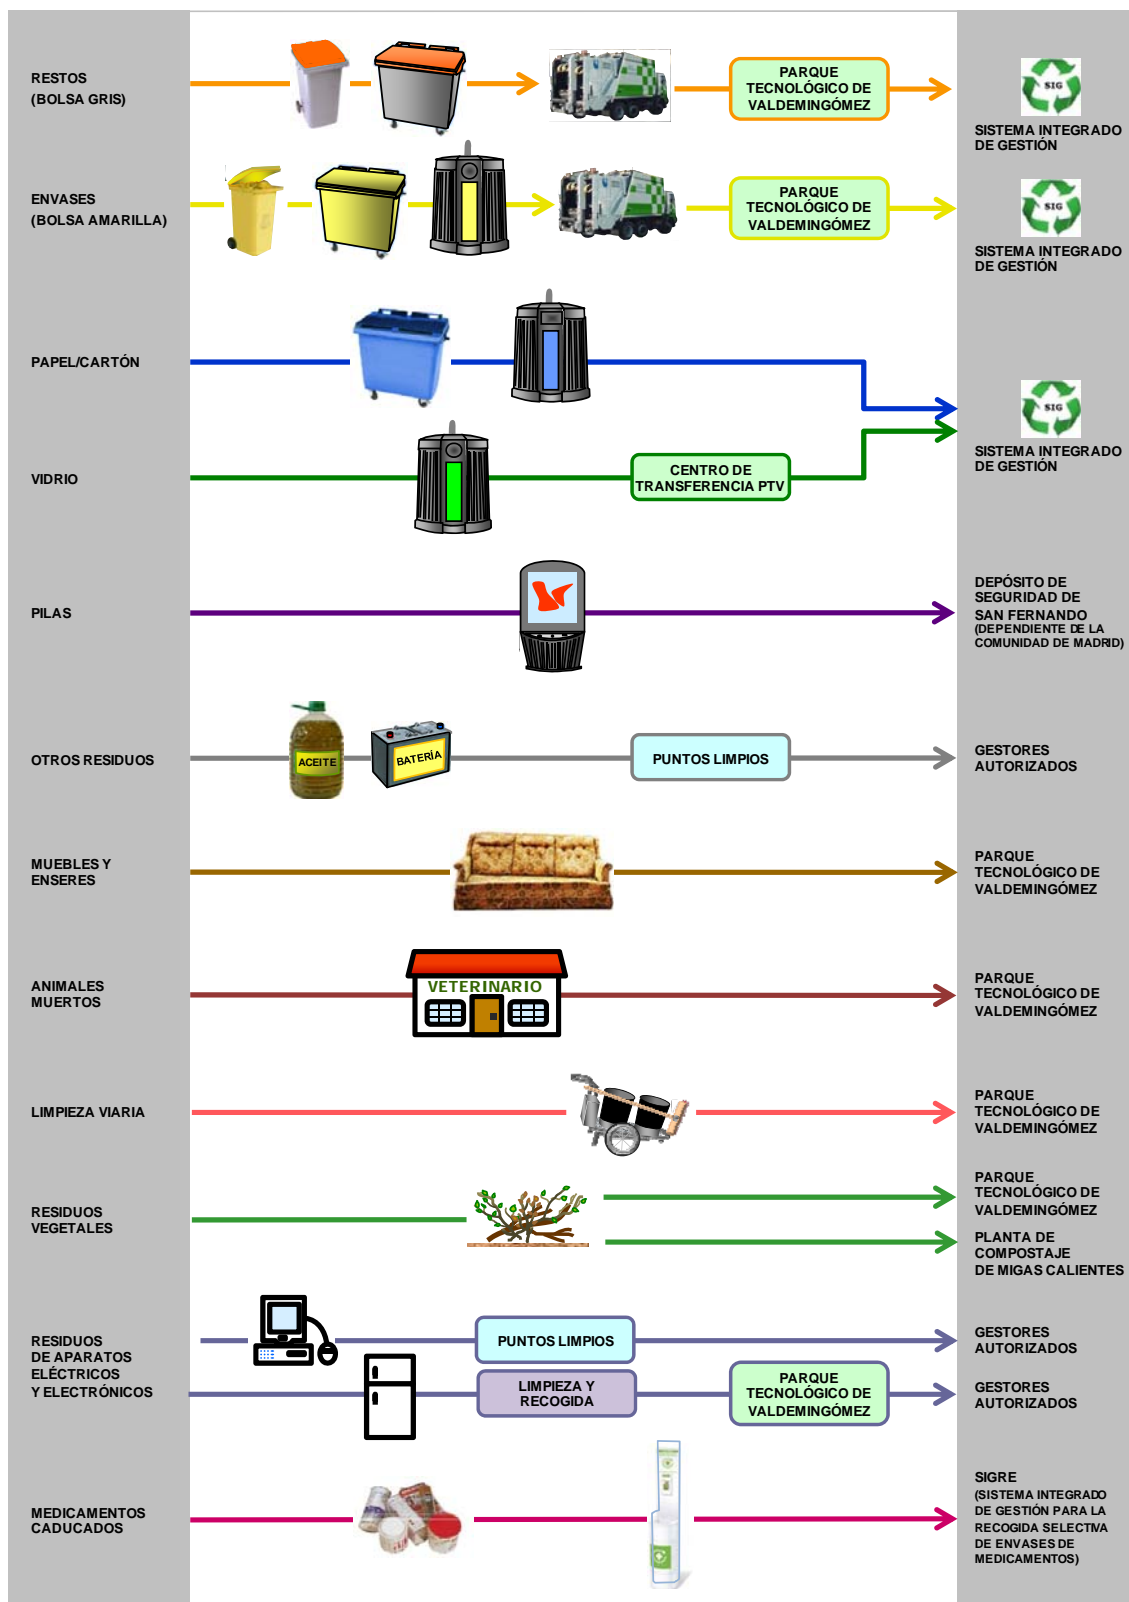 RESTOS
(BOLSA GRIS)
PARQUE
TECNOLÓGICO DE
VALDEMINGÓMEZ
SIG
SISTEMA INTEGRADO
DE GESTIÓN
ENVASES
(BOLSA AMARILLA)
PARQUE
TECNOLÓGICO DE
VALDEMINGÓMEZ
SIG
SISTEMA INTEGRADO
DE GESTIÓN
PAPEL/CARTÓN
SIG
SISTEMA INTEGRADO
DE GESTIÓN
VIDRIO
CENTRO DE
TRANSFERENCIA PTV
PILAS
DEPÓSITO DE
SEGURIDAD DE
SAN FERNANDO
(DEPENDIENTE DE LA
COMUNIDAD DE MADRID)
OTROS RESIDUOS
ACEITE
BATERÍA
PUNTOS LIMPIOS
GESTORES
AUTORIZADOS
MUEBLES Y
ENSERES
PARQUE
TECNOLÓGICO DE
VALDEMINGÓMEZ
ANIMALES
MUERTOS
VETERINARIO
PARQUE
TECNOLÓGICO DE
VALDEMINGÓMEZ
LIMPIEZA VIARIA
PARQUE
TECNOLÓGICO DE
VALDEMINGÓMEZ
RESIDUOS
VEGETALES
PARQUE
TECNOLÓGICO DE
VALDEMINGÓMEZ
PLANTA DE
COMPOSTAJE
DE MIGAS CALIENTES
RESIDUOS
DE APARATOS
ELÉCTRICOS
Y ELECTRÓNICOS
PUNTOS LIMPIOS
GESTORES
AUTORIZADOS
LIMPIEZA Y
RECOGIDA
PARQUE
TECNOLÓGICO DE
VALDEMINGÓMEZ
GESTORES
AUTORIZADOS
MEDICAMENTOS
CADUCADOS
SIGRE
(SISTEMA INTEGRADO
DE GESTIÓN PARA LA
RECOGIDA SELECTIVA
DE ENVASES DE
MEDICAMENTOS)